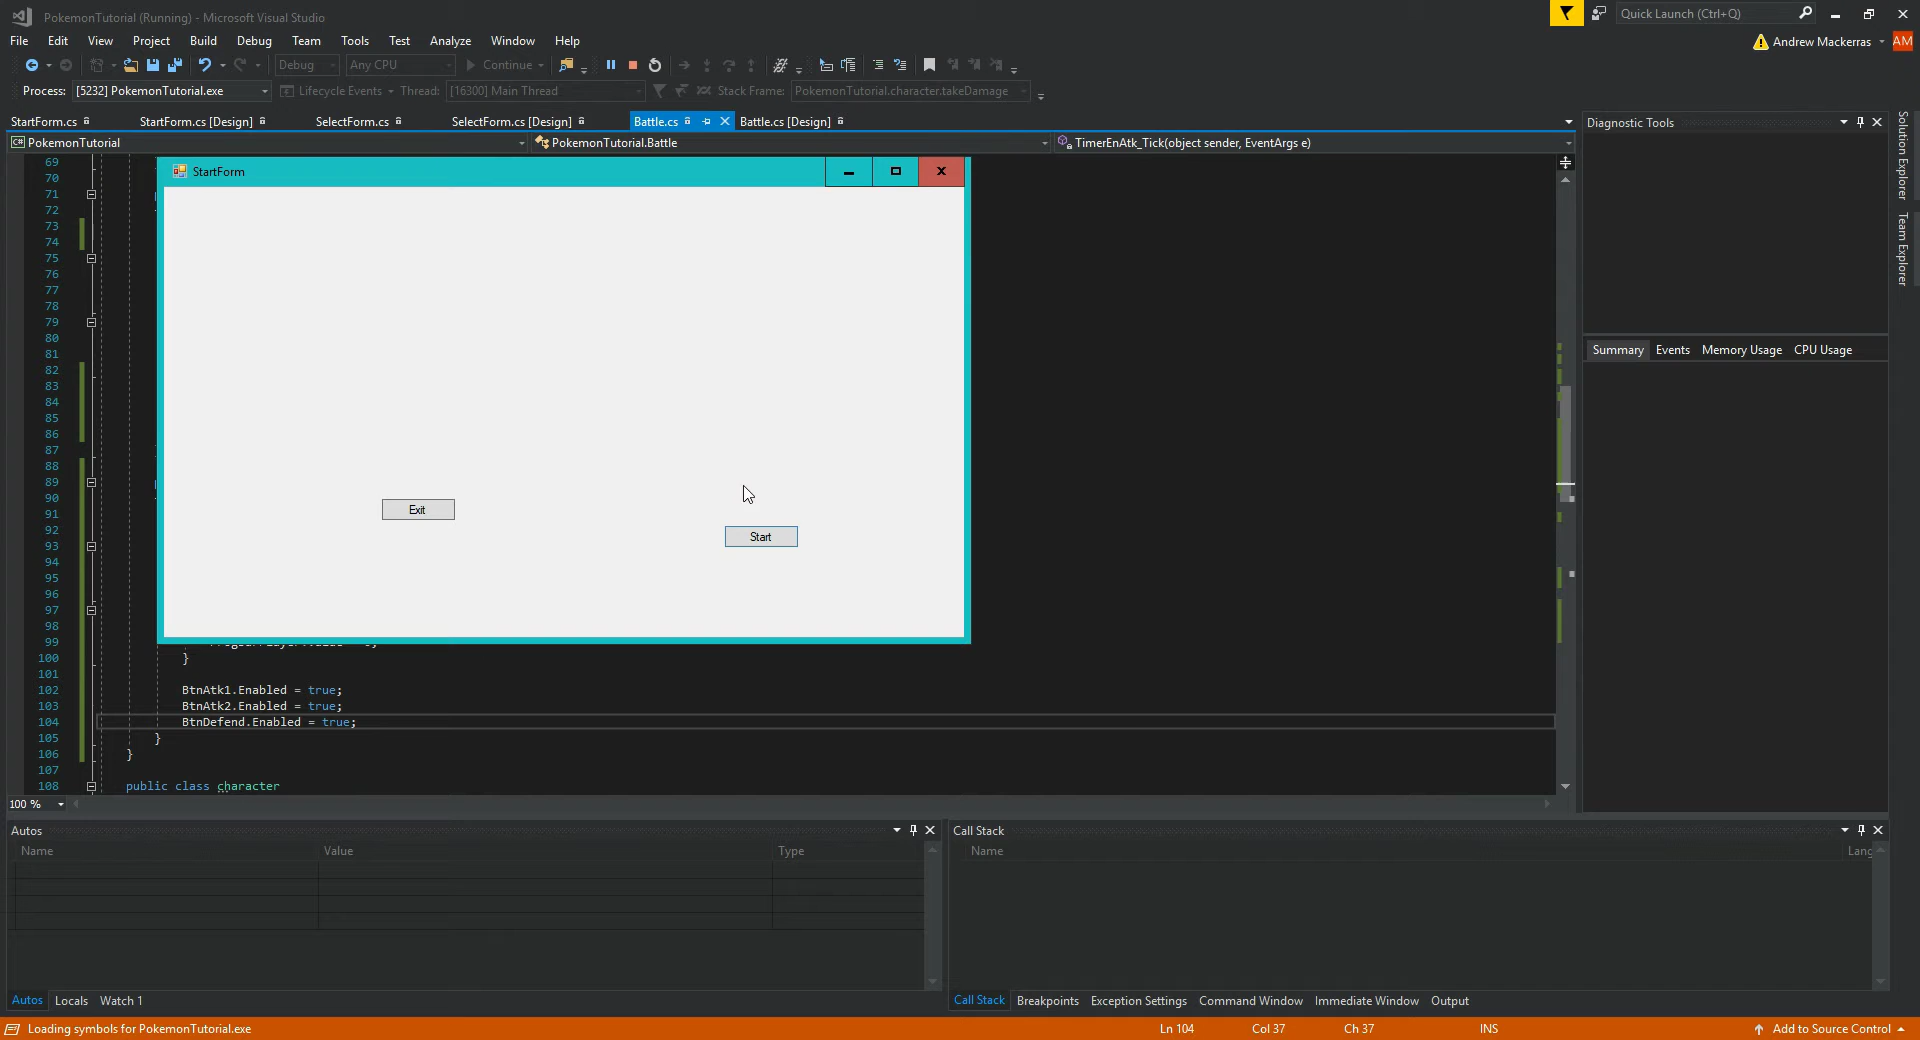 PokemonTutorial (Running) - Microsoft Visual Studio
Quick Launch (Ctrl+Q)
File Edit View Project Build Debug Team Tools Test Analyze Window Help
Andrew Mackerras AM
Debug Any CPU Continue
Process: [5232] PokemonTutorial.exe Lifecycle Events Thread: [16300] Main Thread Stack Frame: PokemonTutorial.character.takeDamage
StartForm.cs StartForm.cs [Design] SelectForm.cs SelectForm.cs [Design] Battle.cs Battle.cs [Design]
Diagnostic Tools
C# PokemonTutorial PokemonTutorial.Battle TimerEnAtk_Tick(object sender, EventArgs e)
Solution Explorer
Team Explorer
StartForm
Summary Events Memory Usage CPU Usage
Exit
Start
69
70
71
72
73
74
75
76
77
78
79
80
81
82
83
84
85
86
87
88
89
90
91
92
93
94
95
96
97
98
99
100 }
101
102 BtnAtk1.Enabled = true;
103 BtnAtk2.Enabled = true;
104 BtnDefend.Enabled = true;
105 }
106 }
107
108 public class character
100 %
Autos
Name Value Type
Call Stack
Name Lang
Autos Locals Watch 1
Call Stack Breakpoints Exception Settings Command Window Immediate Window Output
Loading symbols for PokemonTutorial.exe Ln 104 Col 37 Ch 37 INS Add to Source Control